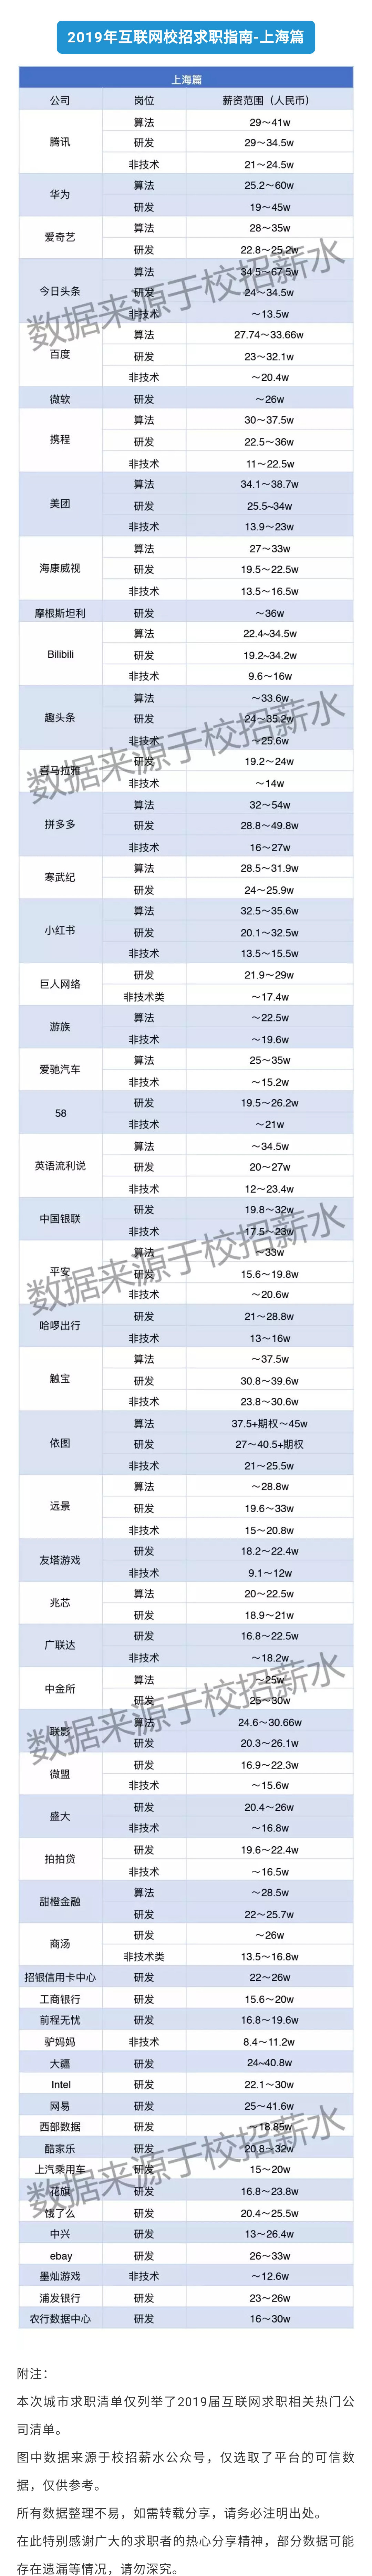 2019年互联网校招求职指南-上海篇
上海篇
公司 岗位 薪资范围（人民币）
腾讯 算法 29～41w
研发 29～34.5w
非技术 21～24.5w
华为 算法 25.2～60w
研发 19～45w
爱奇艺 算法 28～35w
研发 22.8～25.2w
今日头条 算法 34.5～67.5w
研发 24～34.5w
非技术 ～13.5w
百度 算法 27.74～33.66w
研发 23～32.1w
非技术 ～20.4w
微软 研发 ～26w
携程 算法 30～37.5w
研发 22.5～36w
非技术 11～22.5w
美团 算法 34.1～38.7w
研发 25.5~34w
非技术 13.9～23w
海康威视 算法 27～33w
研发 19.5～22.5w
非技术 13.5～16.5w
摩根斯坦利 研发 ～36w
Bilibili 算法 22.4~34.5w
研发 19.2~34.2w
非技术 9.6～16w
趣头条 算法 ～33.6w
研发 24～35.2w
非技术 ～25.6w
喜马拉雅 研发 19.2～24w
非技术 ～14w
拼多多 算法 32～54w
研发 28.8～49.8w
非技术 16～27w
寒武纪 算法 28.5～31.9w
研发 24～25.9w
小红书 算法 32.5～35.6w
研发 20.1～32.5w
非技术 13.5～15.5w
巨人网络 研发 21.9～29w
非技术类 ～17.4w
游族 算法 ～22.5w
非技术 ～19.6w
爱驰汽车 算法 25～35w
非技术 ～15.2w
58 研发 19.5～26.2w
非技术 ～21w
英语流利说 算法 ～34.5w
研发 20～27w
非技术 12～23.4w
中国银联 研发 19.8～32w
非技术 17.5～23w
平安 算法 ～33w
研发 15.6～19.8w
非技术 ～20.6w
哈啰出行 研发 21～28.8w
非技术 13～16w
触宝 算法 ～37.5w
研发 30.8～39.6w
非技术 23.8～30.6w
依图 算法 37.5+期权～45w
研发 27～40.5+期权
非技术 21～25.5w
远景 算法 ～28.8w
研发 19.6～33w
非技术 15～20.8w
友塔游戏 研发 18.2～22.4w
非技术 9.1～12w
兆芯 算法 20～22.5w
研发 18.9～21w
广联达 研发 16.8～22.5w
非技术 ～18.2w
中金所 算法 ～25w
研发 25～30w
联影 算法 24.6～30.66w
研发 20.3～26.1w
微盟 研发 16.9～22.3w
非技术 ～15.6w
盛大 研发 20.4～26w
非技术 ～16.8w
拍拍贷 研发 19.6～22.4w
非技术 ～16.5w
甜橙金融 算法 ～28.5w
研发 22～25.7w
商汤 研发 ～26w
非技术类 13.5～16.8w
招银信用卡中心 研发 22～26w
工商银行 研发 15.6～20w
前程无忧 研发 16.8～19.6w
驴妈妈 非技术 8.4～11.2w
大疆 研发 24~40.8w
Intel 研发 22.1～30w
网易 研发 25～41.6w
西部数据 研发 ～18.85w
酷家乐 研发 20.8～32w
上汽乘用车 研发 15～20w
花旗 研发 16.8～23.8w
饿了么 研发 20.4～25.5w
中兴 研发 13～26.4w
ebay 研发 26～33w
墨灿游戏 非技术 ～12.6w
浦发银行 研发 23～26w
农行数据中心 研发 16～30w
数据来源于校招薪水
数据来源于校招薪水
数据来源于校招薪水
数据来源于校招薪水
数据来源于校招薪水
附注：
本次城市求职清单仅列举了2019届互联网求职相关热门公
司清单。
图中数据来源于校招薪水公众号，仅选取了平台的可信数
据，仅供参考。
所有数据整理不易，如需转载分享，请务必注明出处。
在此特别感谢广大的求职者的热心分享精神，部分数据可能
存在遗漏等情况，请勿深究。